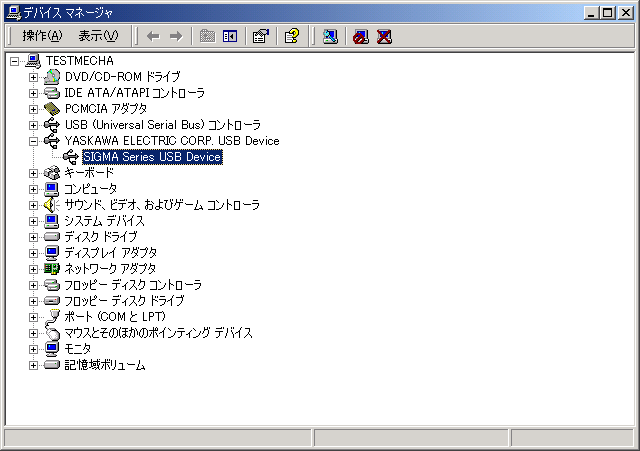 デバイス マネージャ
操作(A) 表示(V)
TESTMECHA
DVD/CD-ROM ドライブ
IDE ATA/ATAPI コントローラ
PCMCIA アダプタ
USB (Universal Serial Bus) コントローラ
YASKAWA ELECTRIC CORP. USB Device
SIGMA Series USB Device
キーボード
コンピュータ
サウンド、ビデオ、およびゲーム コントローラ
システム デバイス
ディスク ドライブ
ディスプレイ アダプタ
ネットワーク アダプタ
フロッピー ディスク コントローラ
フロッピー ディスク ドライブ
ポート (COM と LPT)
マウスとそのほかのポインティング デバイス
モニタ
記憶域ボリューム